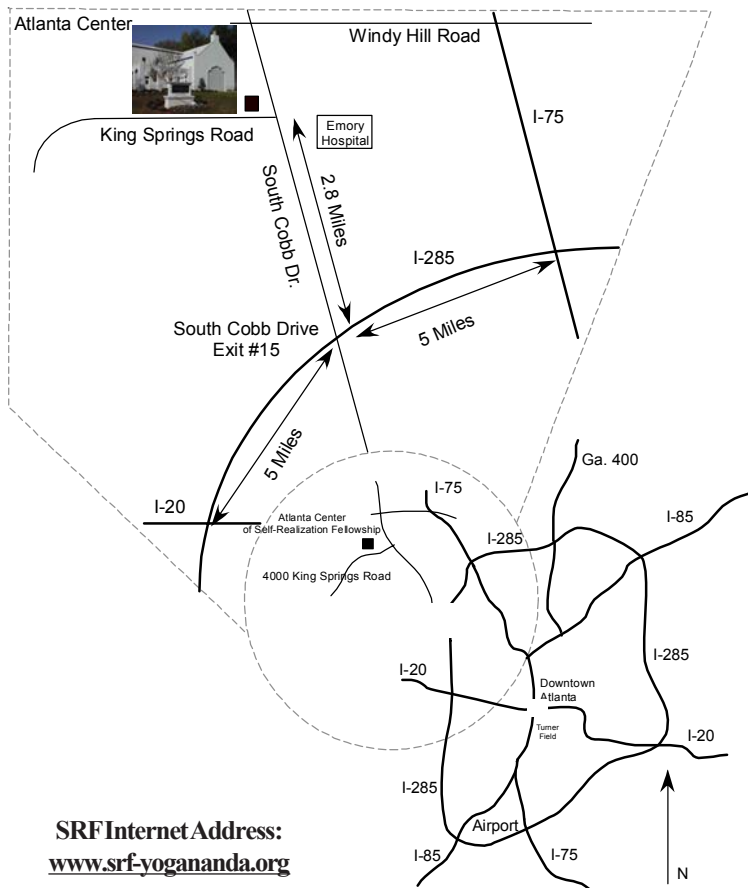 Atlanta Center
Windy Hill Road
I-75
King Springs Road
Emory
Hospital
2.8 Miles
South Cobb Dr.
I-285
5 Miles
South Cobb Drive
Exit #15
5 Miles
I-20
Ga. 400
I-75
I-85
Atlanta Center
of Self-Realization Fellowship
I-285
4000 King Springs Road
I-285
I-20
Downtown
Atlanta
Turner
Field
I-20
I-285
Airport
I-85
I-75
N
SRF Internet Address:
www.srf-yogananda.org